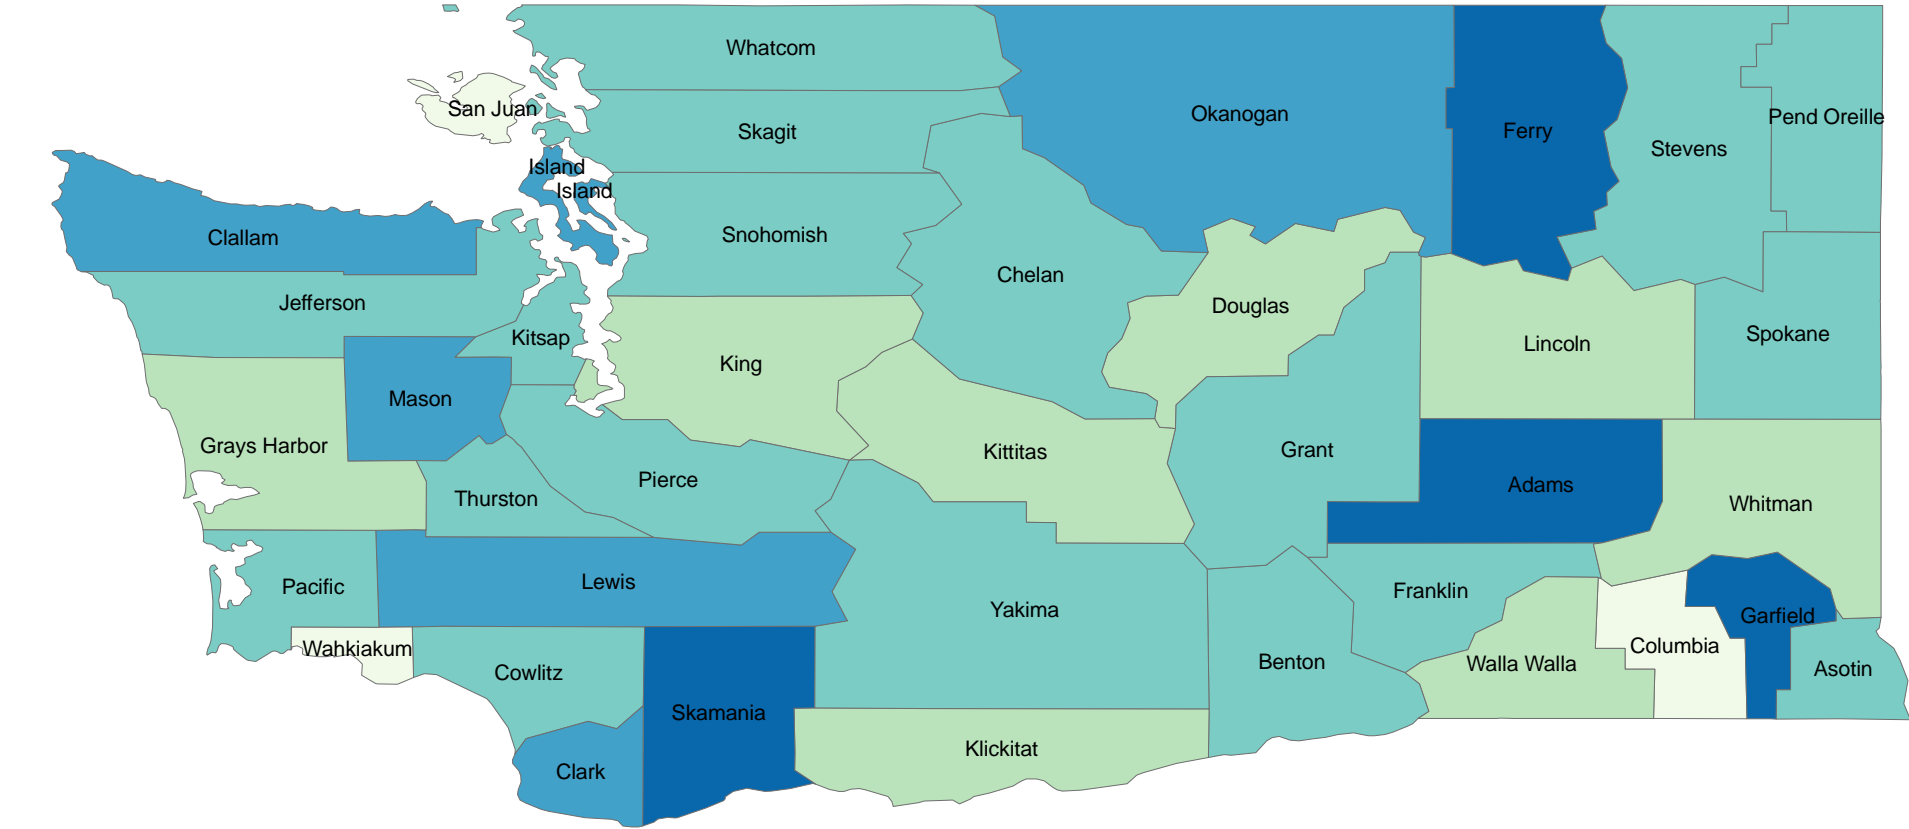 Whatcom
San Juan
Skagit
Okanogan
Ferry
Pend Oreille
Stevens
Island
Island
Clallam
Snohomish
Chelan
Jefferson
Douglas
Kitsap
Spokane
Lincoln
King
Mason
Grays Harbor
Kittitas
Grant
Pierce
Adams
Thurston
Whitman
Lewis
Pacific
Franklin
Yakima
Garfield
Wahkiakum
Columbia
Benton
Walla Walla
Asotin
Cowlitz
Skamania
Klickitat
Clark